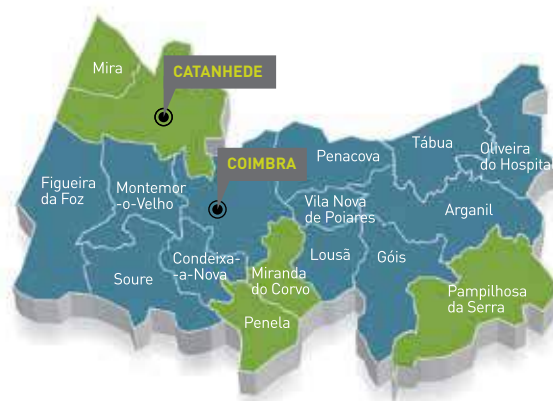 Mira
CATANHEDE
COIMBRA
Penacova
Tábua
Oliveira
do Hospital
Figueira
da Foz
Montemor
-o-Velho
Vila Nova
de Poiares
Arganil
Soure
Condeixa-
-a-Nova
Miranda
do Corvo
Lousã
Góis
Penela
Pampilhosa
da Serra